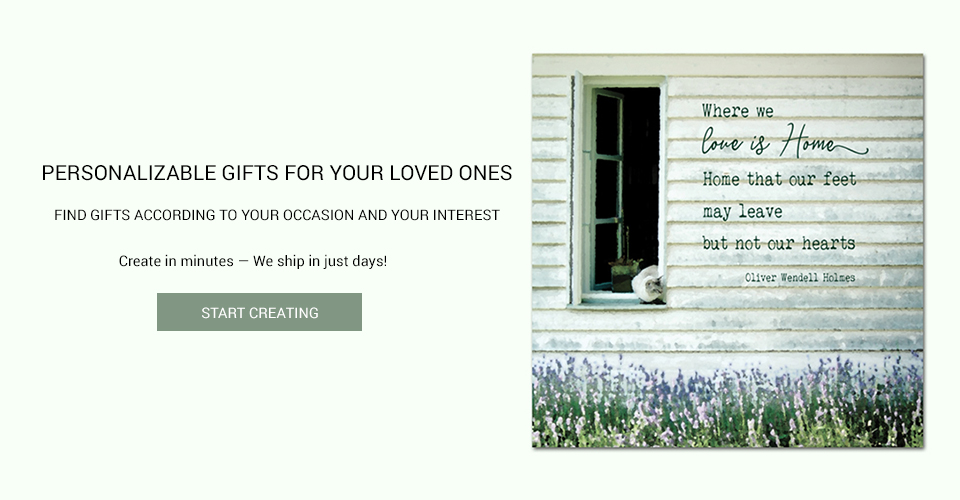 PERSONALIZABLE GIFTS FOR YOUR LOVED ONES
FIND GIFTS ACCORDING TO YOUR OCCASION AND YOUR INTEREST
Create in minutes — We ship in just days!
START CREATING
Where we
love is Home
Home that our feet
may leave
but not our hearts
Oliver Wendell Holmes